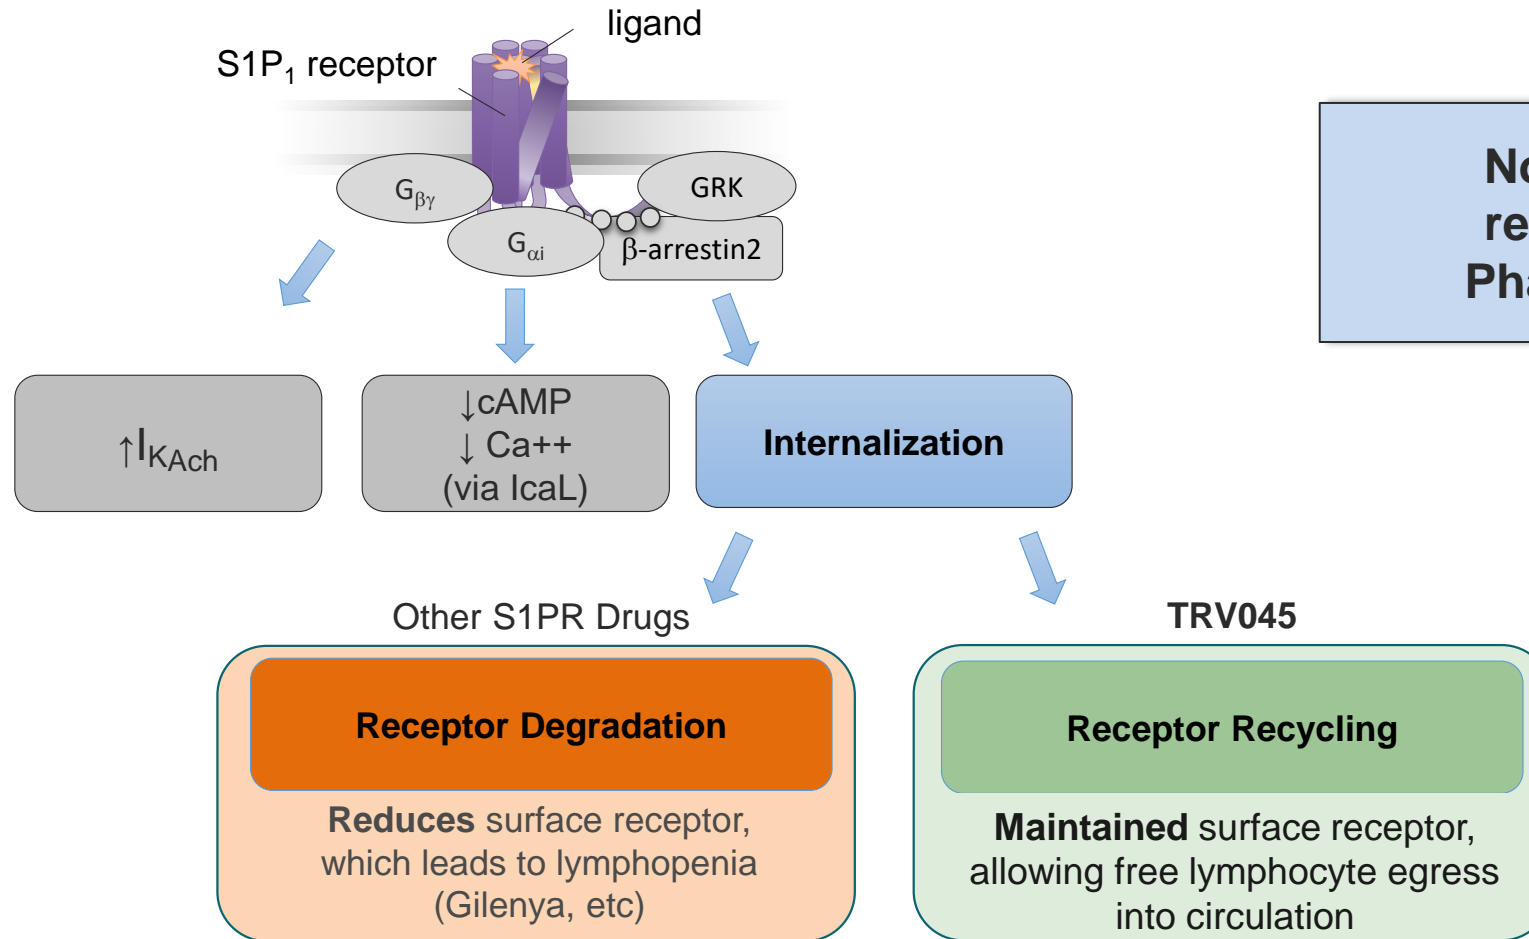 ligand
S1P₁ receptor
Gβγ
GRK
Gαi
β-arrestin2
↑IKAch
↓cAMP
↓ Ca++
(via IcaL)
Internalization
Other S1PR Drugs
TRV045
Receptor Degradation
Reduces surface receptor,
which leads to lymphopenia
(Gilenya, etc)
Receptor Recycling
Maintained surface receptor,
allowing free lymphocyte egress
into circulation